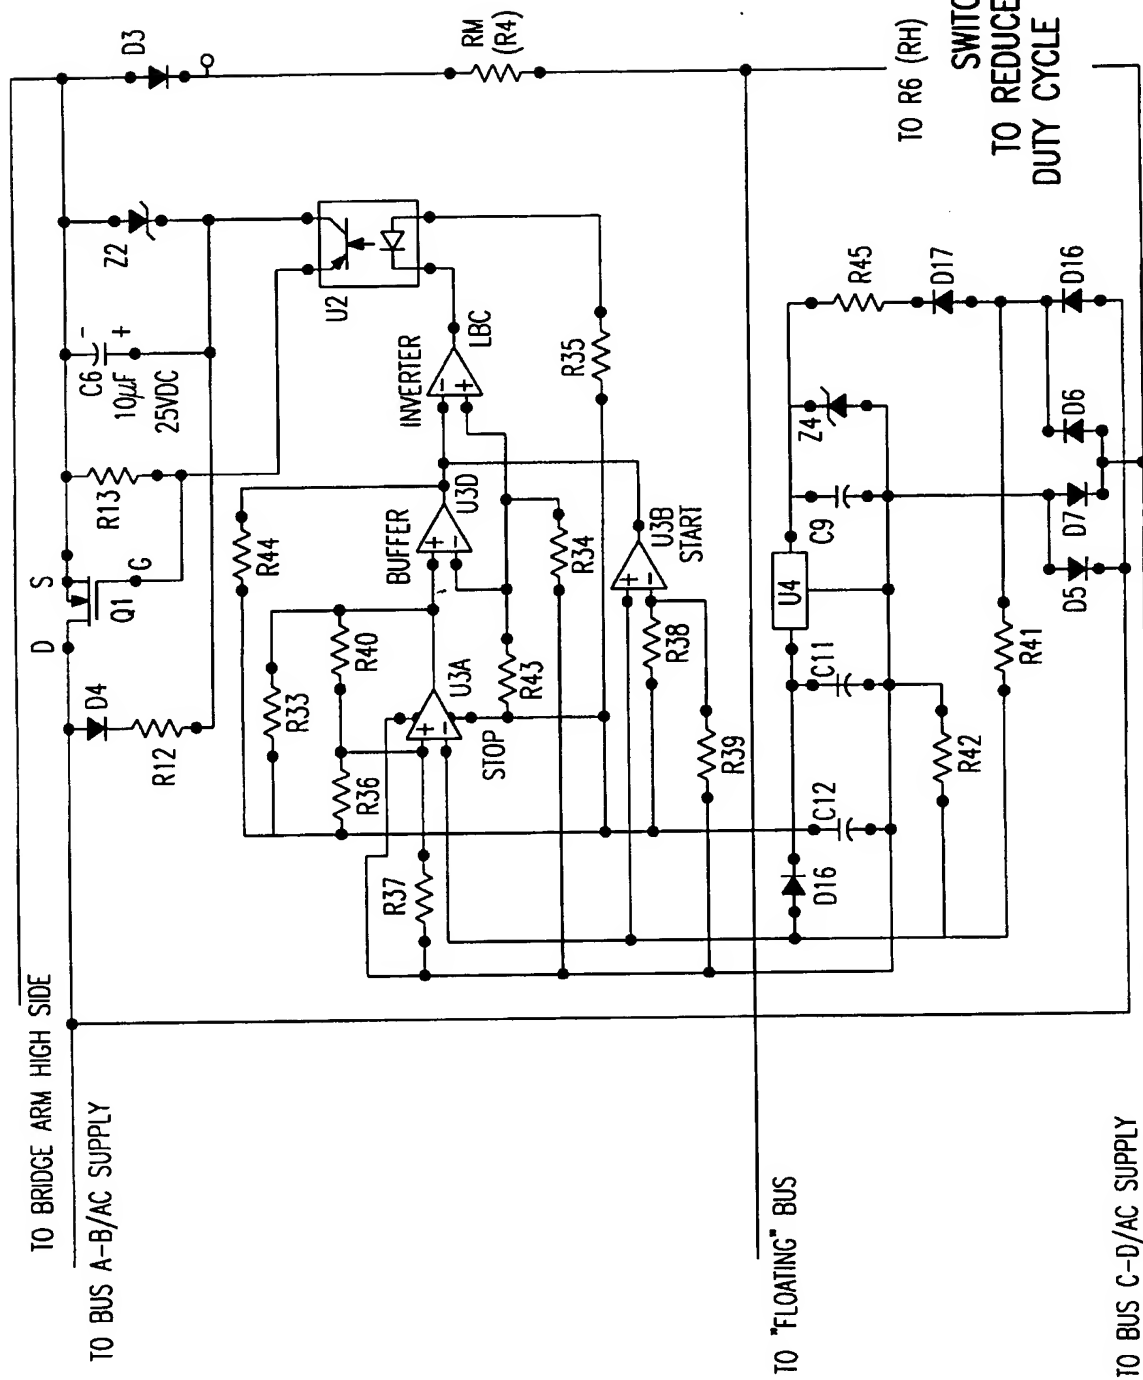 TO BRIDGE ARM HIGH SIDE
TO BUS A-B/AC SUPPLY
D3
RM
(R4)
TO R6 (RH)
SWITC
TO REDUCE
DUTY CYCLE
Z2
C6
-
+
10µF
25VDC
R13
S
D
G
Q1
D4
R12
U2
LBC
INVERTER
-
+
R35
R44
BUFFER
U3D
+
-
R34
R33
R40
R36
U3A
+
-
STOP
R43
R37
U3B
START
+
-
R38
R39
R45
D17
D16
Z4
D6
C9
D7
D5
U4
C11
R41
C12
R42
D16
TO "FLOATING" BUS
TO BUS C-D/AC SUPPLY